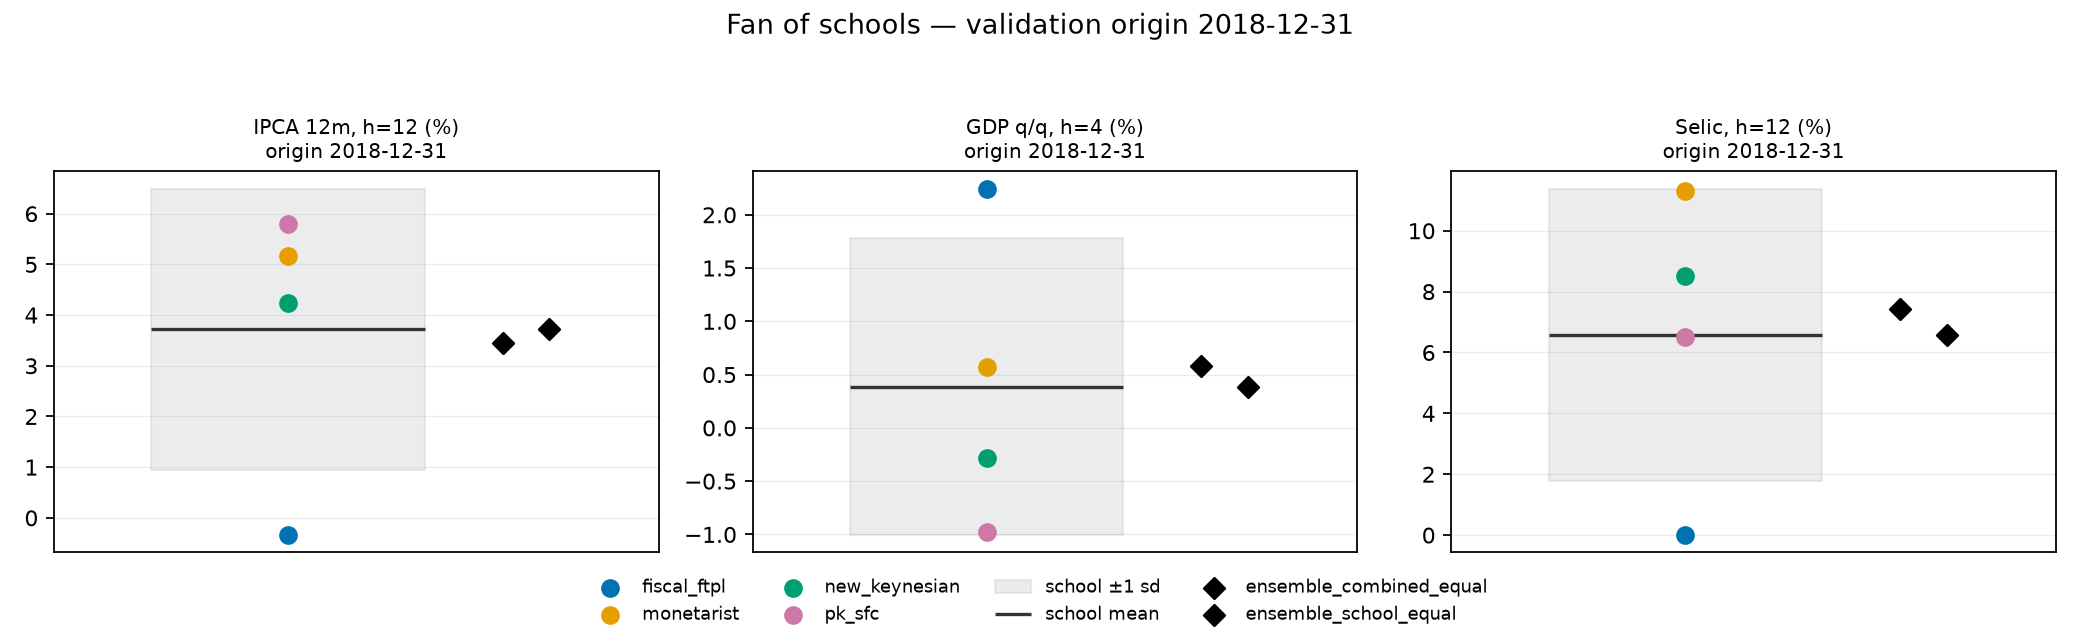 Fan of schools — validation origin 2018-12-31
IPCA 12m, h=12 (%)
origin 2018-12-31
6
5
4
3
2
1
0
GDP q/q, h=4 (%)
origin 2018-12-31
2.0
1.5
1.0
0.5
0.0
−0.5
−1.0
Selic, h=12 (%)
origin 2018-12-31
10
8
6
4
2
0
fiscal_ftpl
monetarist
new_keynesian
pk_sfc
school ±1 sd
school mean
ensemble_combined_equal
ensemble_school_equal